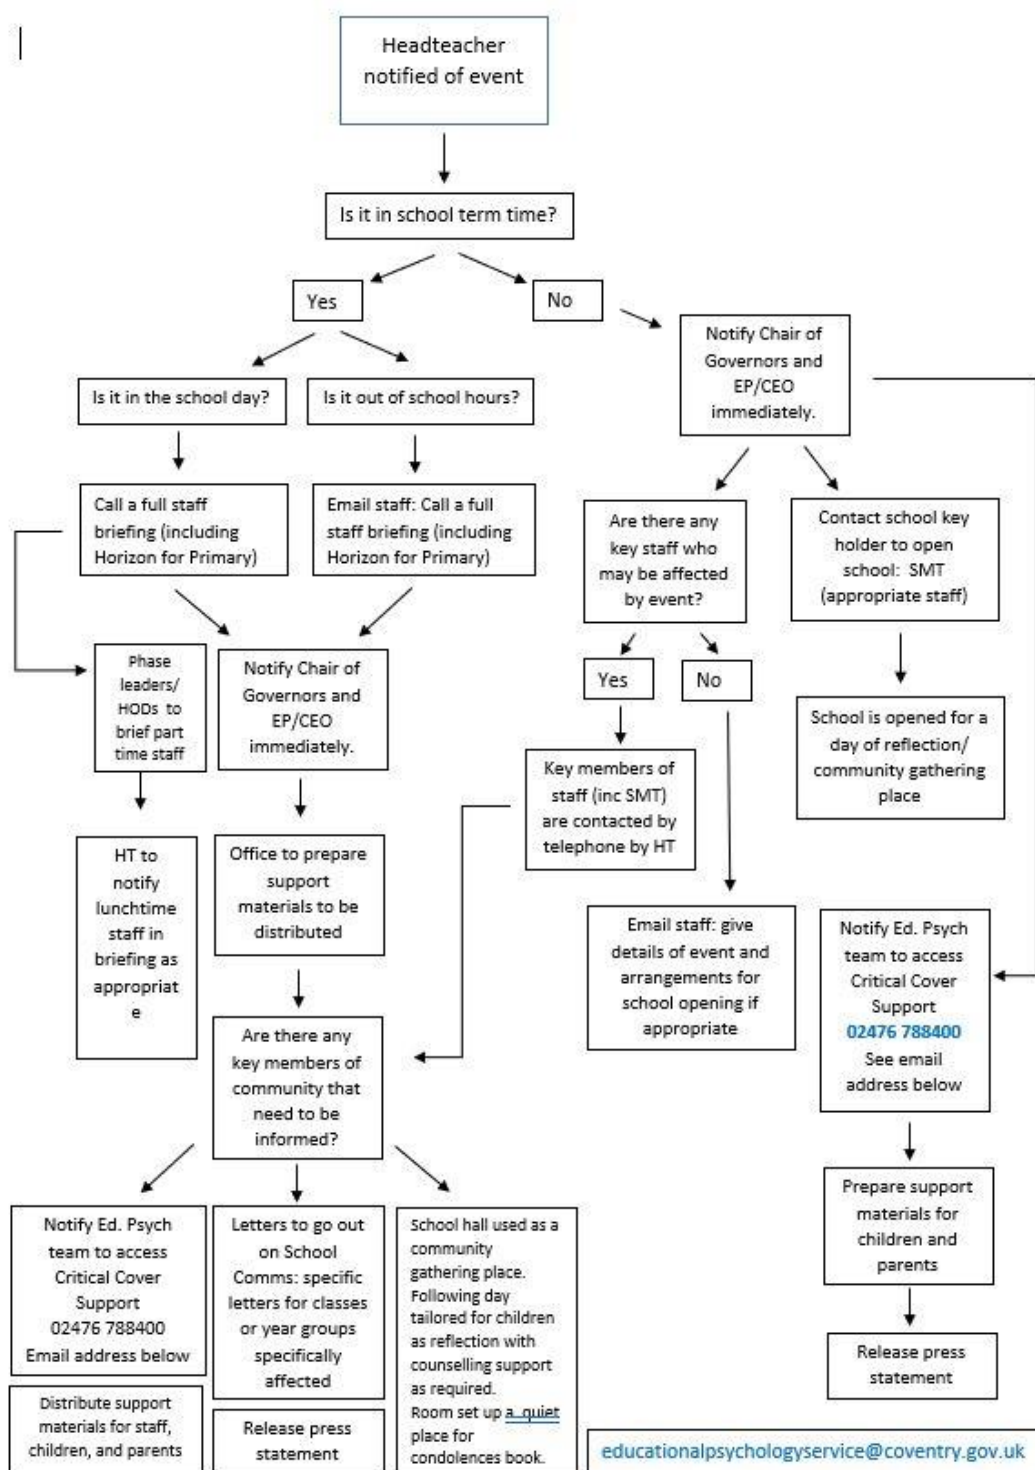 Headteacher
notified of event
Is it in school term time?
Yes
No
Notify Chair of
Governors and
EP/CEO
immediately.
Is it in the school day?
Is it out of school hours?
Call a full staff
briefing (including
Horizon for Primary)
Email staff: Call a full
staff briefing (including
Horizon for Primary)
Are there any
key staff who
may be affected
by event?
Contact school key
holder to open
school: SMT
(appropriate staff)
Phase
leaders/
HODs to
brief part
time staff
Notify Chair of
Governors and
EP/CEO
immediately.
Yes
No
School is opened for a
day of reflection/
community gathering
place
Key members of
staff (inc SMT)
are contacted by
telephone by HT
HT to
notify
lunchtime
staff in
briefing as
appropriat
e
Office to prepare
support
materials to be
distributed
Email staff: give
details of event and
arrangements for
school opening if
appropriate
Notify Ed. Psych
team to access
Critical Cover
Support
02476 788400
See email
address below
Are there any
key members of
community that
need to be
informed?
Prepare support
materials for
children and
parents
Notify Ed. Psych
team to access
Critical Cover
Support
02476 788400
Email address below
Letters to go out
on School
Comms: specific
letters for classes
or year groups
specifically
affected
School hall used as a
community
gathering place.
Following day
tailored for children
as reflection with
counselling support
as required.
Room set up a quiet
place for
condolences book.
Release press
statement
Distribute support
materials for staff,
children, and parents
Release press
statement
educationalpsychologyservice@coventry.gov.uk